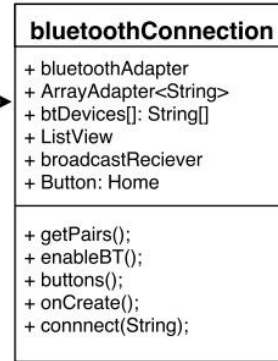 bluetoothConnection
+ bluetoothAdapter
+ ArrayAdapter<String>
+ btDevices[]: String[]
+ ListView
+ broadcastReciever
+ Button: Home
+ getPairs();
+ enableBT();
+ buttons();
+ onCreate();
+ connnect(String);